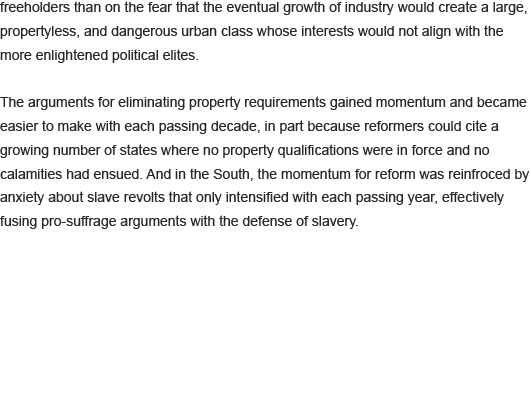 freeholders than on the fear that the eventual growth of industry would create a large,
propertyless, and dangerous urban class whose interests would not align with the
more enlightened political elites.
The arguments for eliminating property requirements gained momentum and became
easier to make with each passing decade, in part because reformers could cite a
growing number of states where no property qualifications were in force and no
calamities had ensued. And in the South, the momentum for reform was reinfroced by
anxiety about slave revolts that only intensified with each passing year, effectively
fusing pro-suffrage arguments with the defense of slavery.